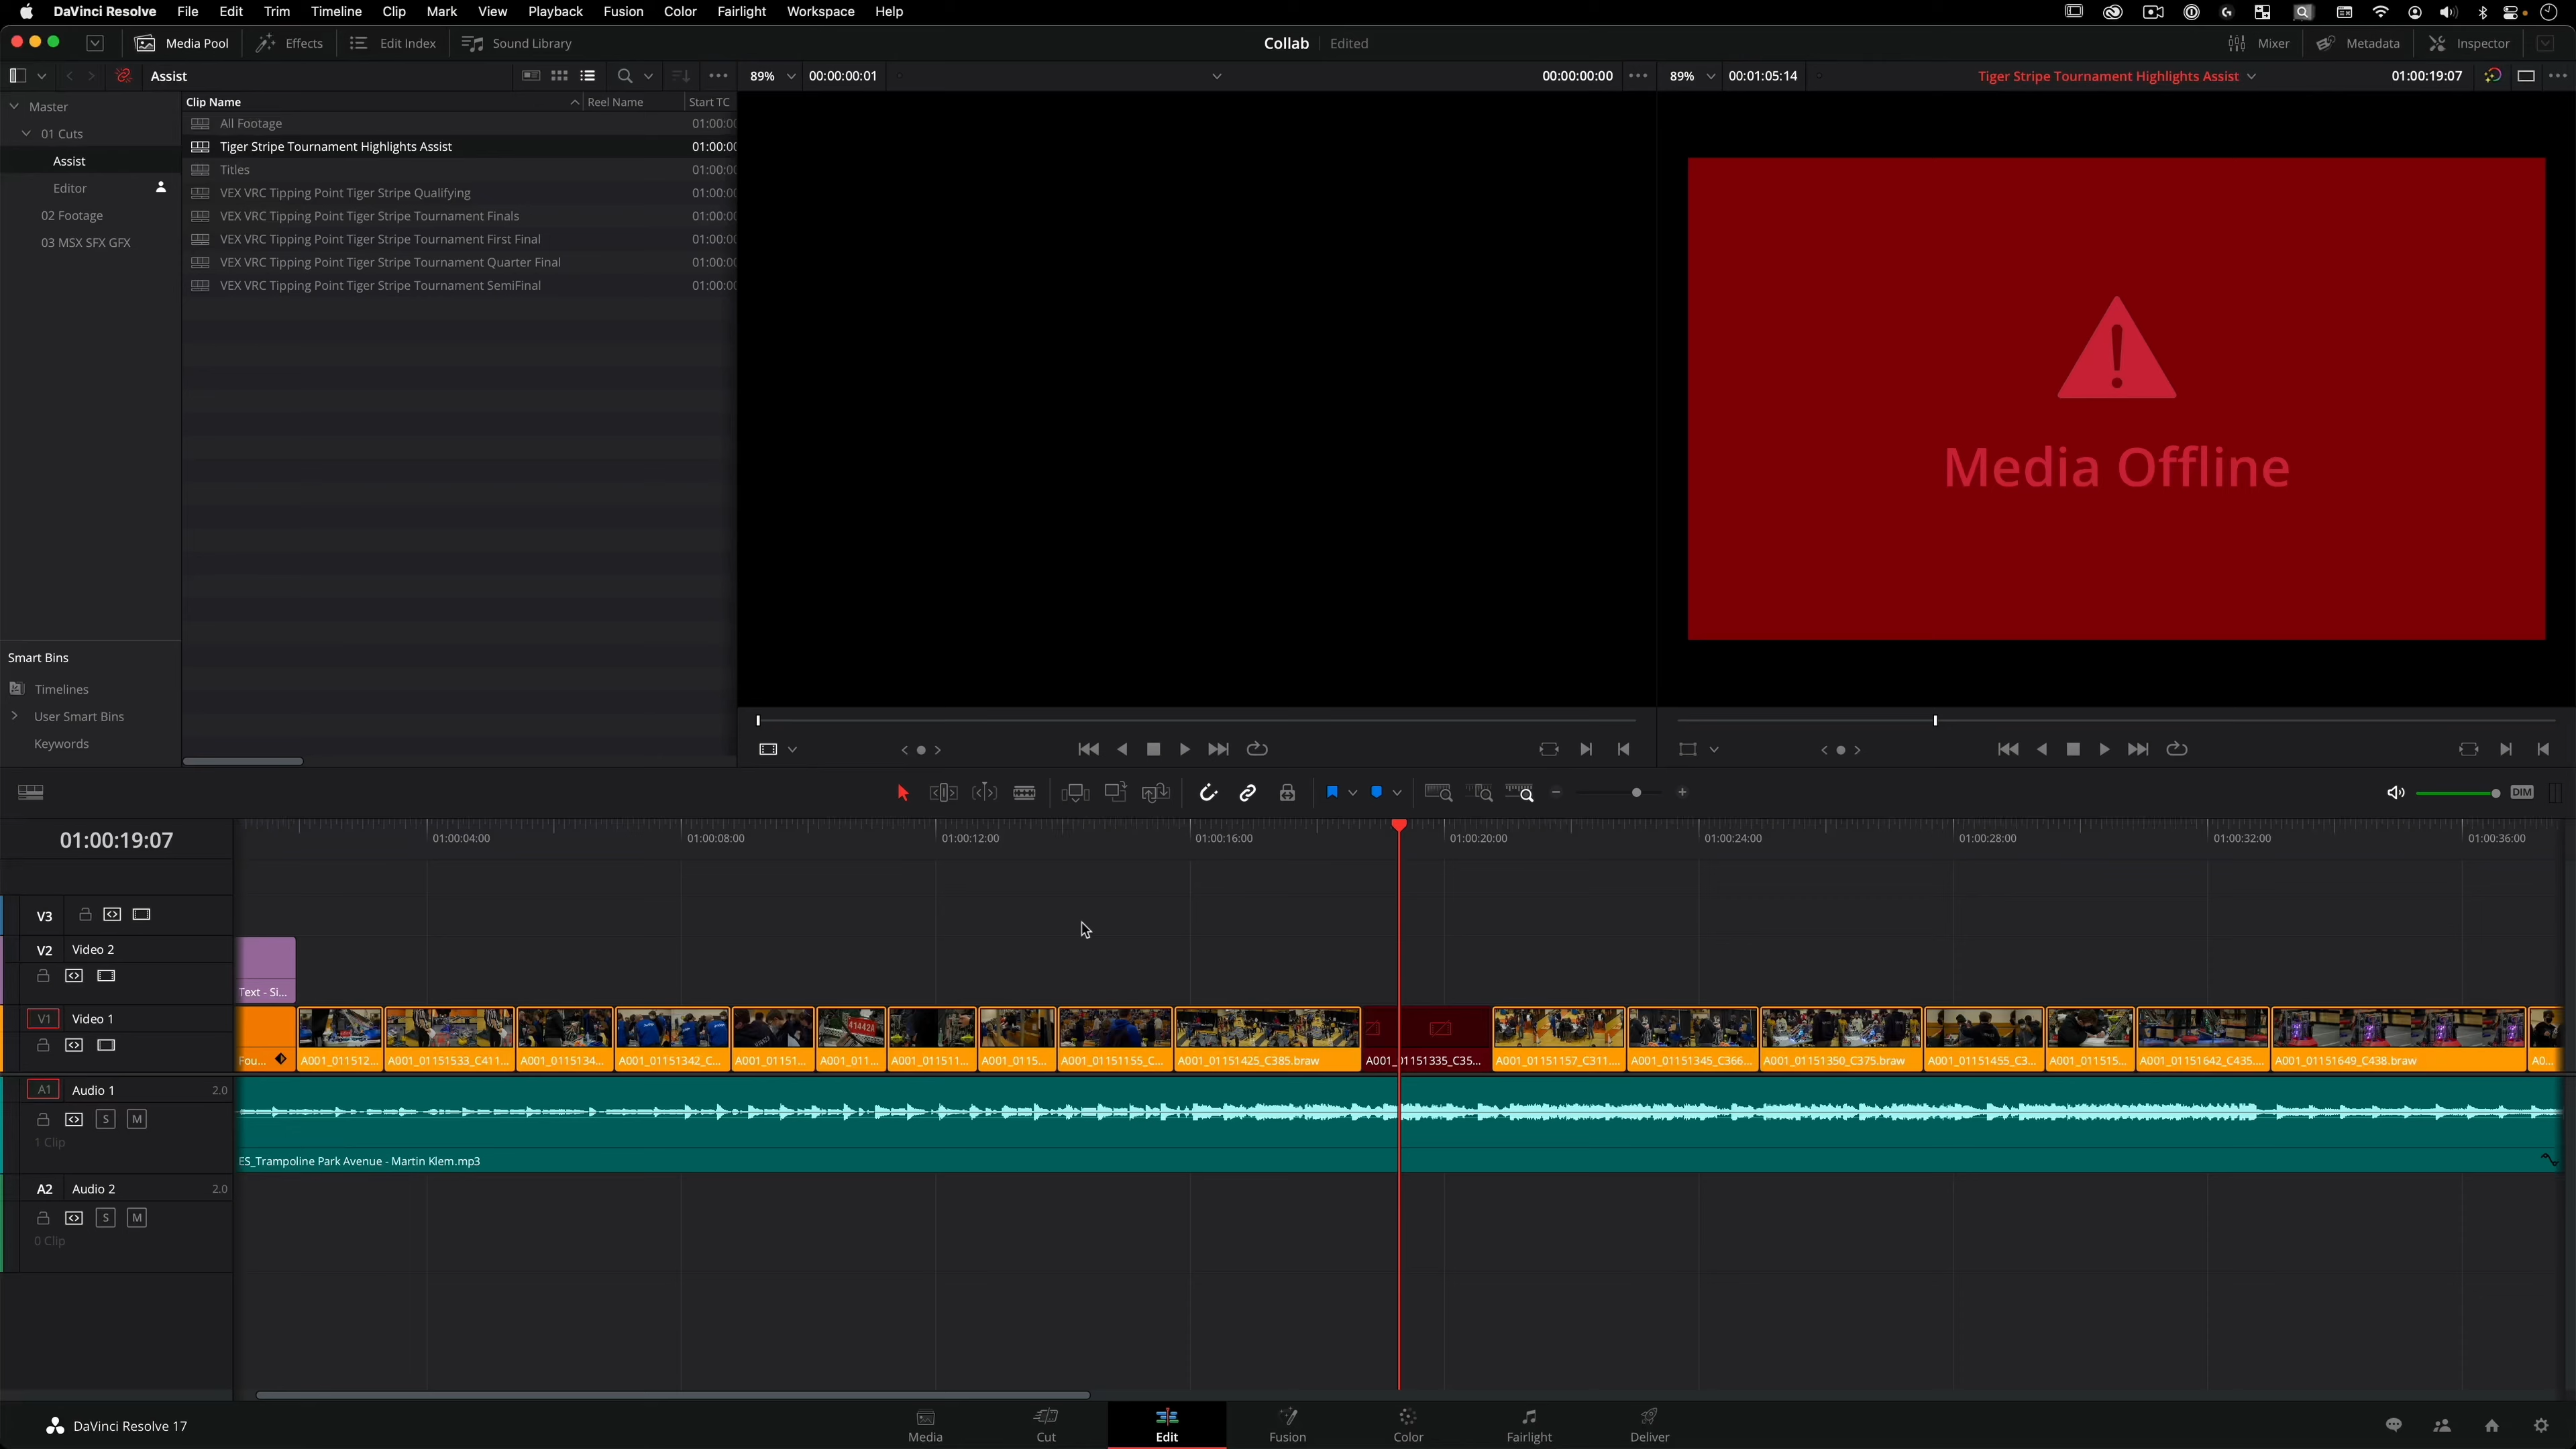 DaVinci Resolve File Edit Trim Timeline Clip Mark View Playback Fusion Color Fairlight Workspace Help
Media Pool Effects Edit Index Sound Library Collab Edited Mixer Metadata Inspector
Assist 89% 00:00:00:01 00:00:00:00 89% 00:01:05:14 Tiger Stripe Tournament Highlights Assist 01:00:19:07
Master
01 Cuts
Assist
Editor
02 Footage
03 MSX SFX GFX
Clip Name Reel Name Start TC
All Footage 01:00:00
Tiger Stripe Tournament Highlights Assist 01:00:00
Titles 01:00:00
VEX VRC Tipping Point Tiger Stripe Qualifying 01:00:00
VEX VRC Tipping Point Tiger Stripe Tournament Finals 01:00:00
VEX VRC Tipping Point Tiger Stripe Tournament First Final 01:00:00
VEX VRC Tipping Point Tiger Stripe Tournament Quarter Final 01:00:00
VEX VRC Tipping Point Tiger Stripe Tournament SemiFinal 01:00:00
Media Offline
Smart Bins
Timelines
User Smart Bins
Keywords
DIM
01:00:19:07
01:00:04:00 01:00:08:00 01:00:12:00 01:00:16:00 01:00:20:00 01:00:24:00 01:00:28:00 01:00:32:00 01:00:36:00
V3
V2 Video 2
Text - Si...
V1 Video 1
41442A
Fou... A001_011512... A001_01151533_C411... A001_0115134... A001_01151342_C... A001_01151... A001_011... A001_01151... A001_0115... A001_01151155_C... A001_01151425_C385.braw A001_01151335_C35... A001_01151157_C311.... A001_01151345_C366... A001_01151350_C375.braw A001_01151455_C3... A001_011515... A001_01151642_C435.... A001_01151649_C438.braw A0...
A1 Audio 1 2.0
S M
1 Clip
ES_Trampoline Park Avenue - Martin Klem.mp3
A2 Audio 2 2.0
S M
0 Clip
DaVinci Resolve 17 Media Cut Edit Fusion Color Fairlight Deliver